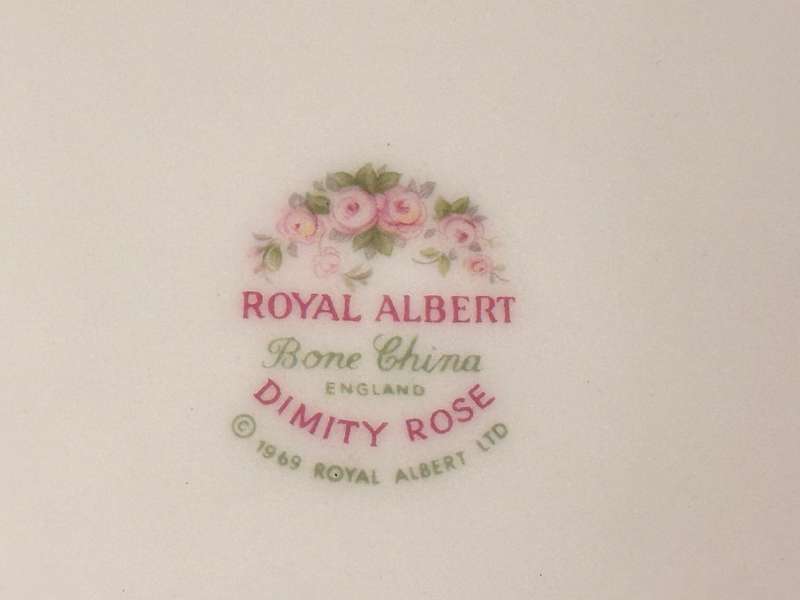 ROYAL ALBERT
Bone China
ENGLAND
DIMITY ROSE
© 1969 ROYAL ALBERT LTD